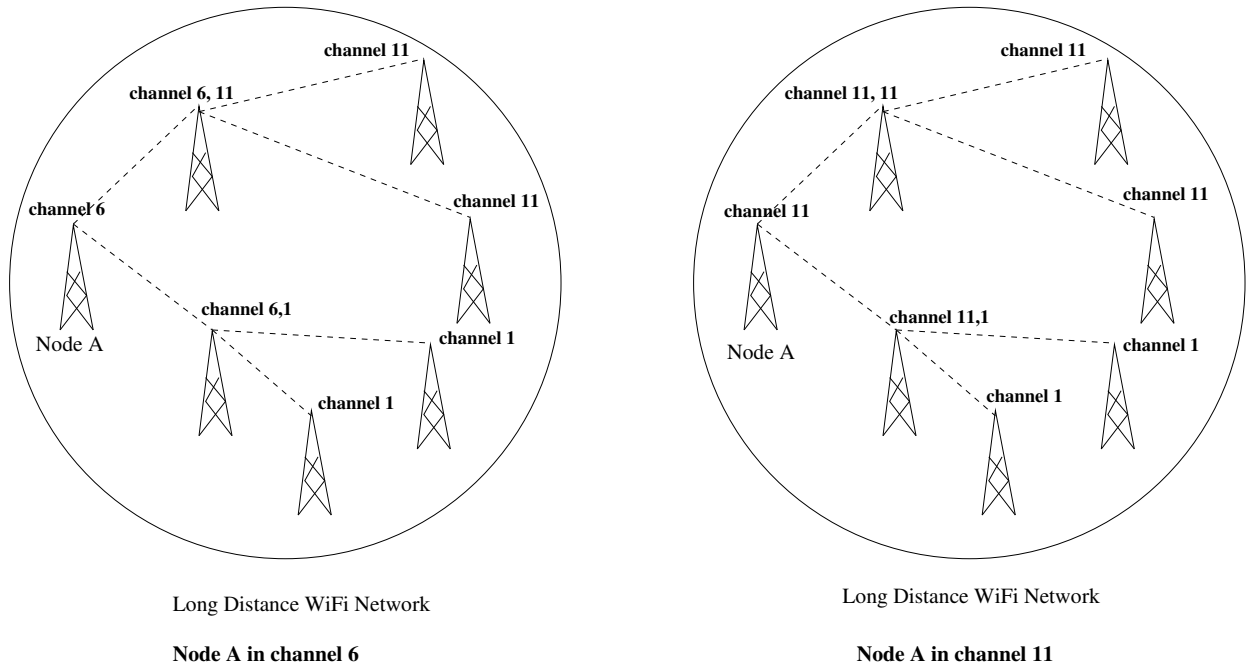 channel 11
channel 6, 11
channel 6
channel 11
channel 6,1
Node A
channel 1
channel 1
Long Distance WiFi Network
Node A in channel 6
channel 11
channel 11, 11
channel 11
channel 11
channel 11,1
Node A
channel 1
channel 1
Long Distance WiFi Network
Node A in channel 11